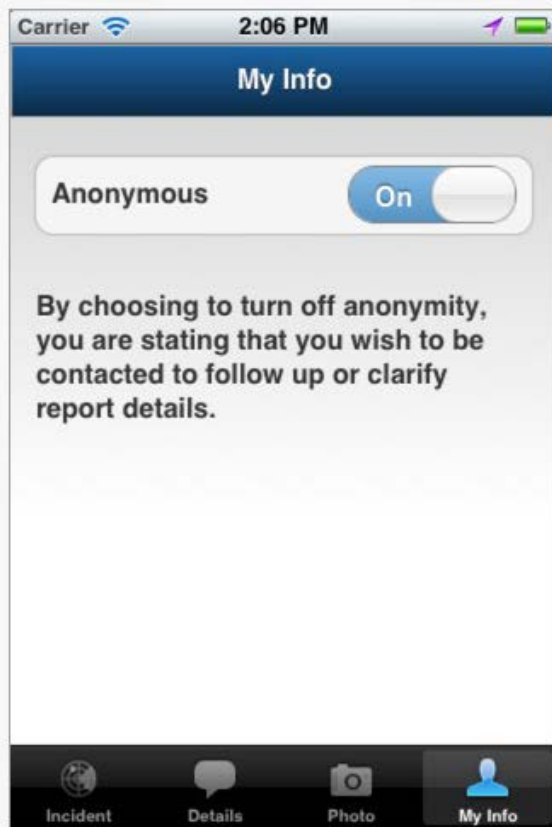 Carrier 2:06 PM
My Info
Anonymous On
By choosing to turn off anonymity,
you are stating that you wish to be
contacted to follow up or clarify
report details.
Incident Details Photo My Info